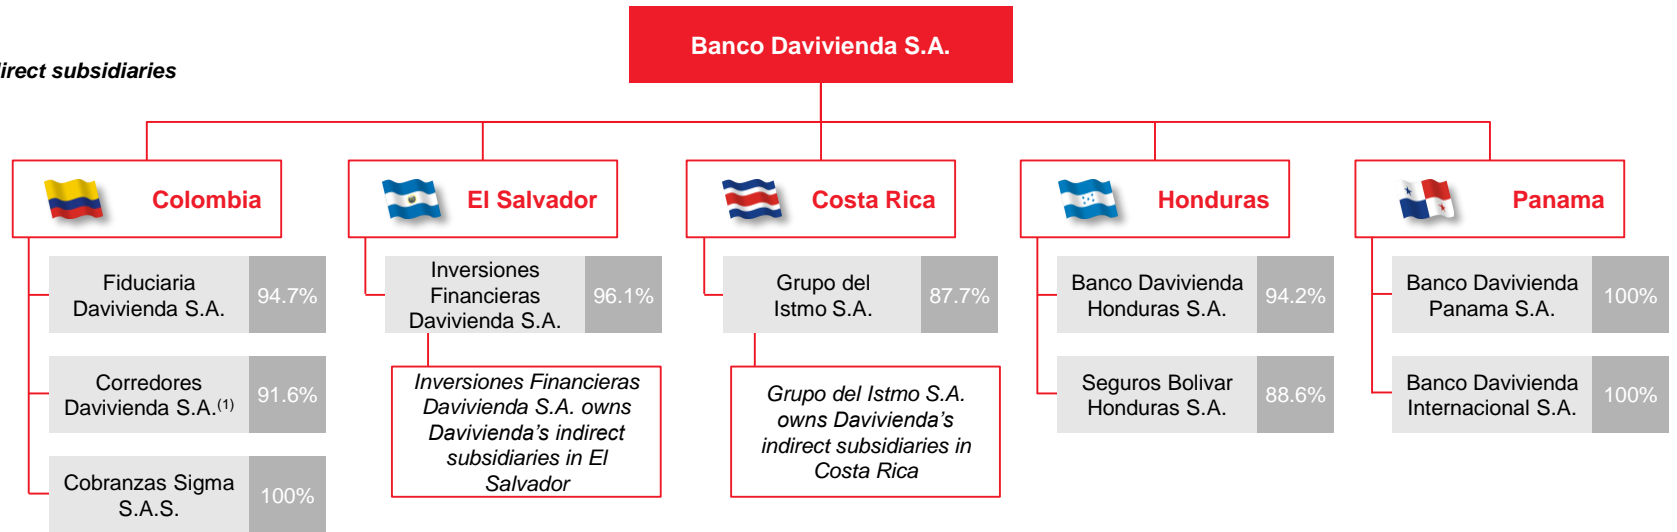 Banco Davivienda S.A.
irect subsidiaries
Colombia
El Salvador
Costa Rica
Honduras
Panama
Fiduciaria
Davivienda S.A.
94.7%
Corredores
Davivienda S.A.(1)
91.6%
Cobranzas Sigma
S.A.S.
100%
Inversiones
Financieras
Davivienda S.A.
96.1%
Inversiones Financieras
Davivienda S.A. owns
Davivienda’s indirect
subsidiaries in El
Salvador
Grupo del
Istmo S.A.
87.7%
Grupo del Istmo S.A.
owns Davivienda’s
indirect subsidiaries in
Costa Rica
Banco Davivienda
Honduras S.A.
94.2%
Seguros Bolivar
Honduras S.A.
88.6%
Banco Davivienda
Panama S.A.
100%
Banco Davivienda
Internacional S.A.
100%